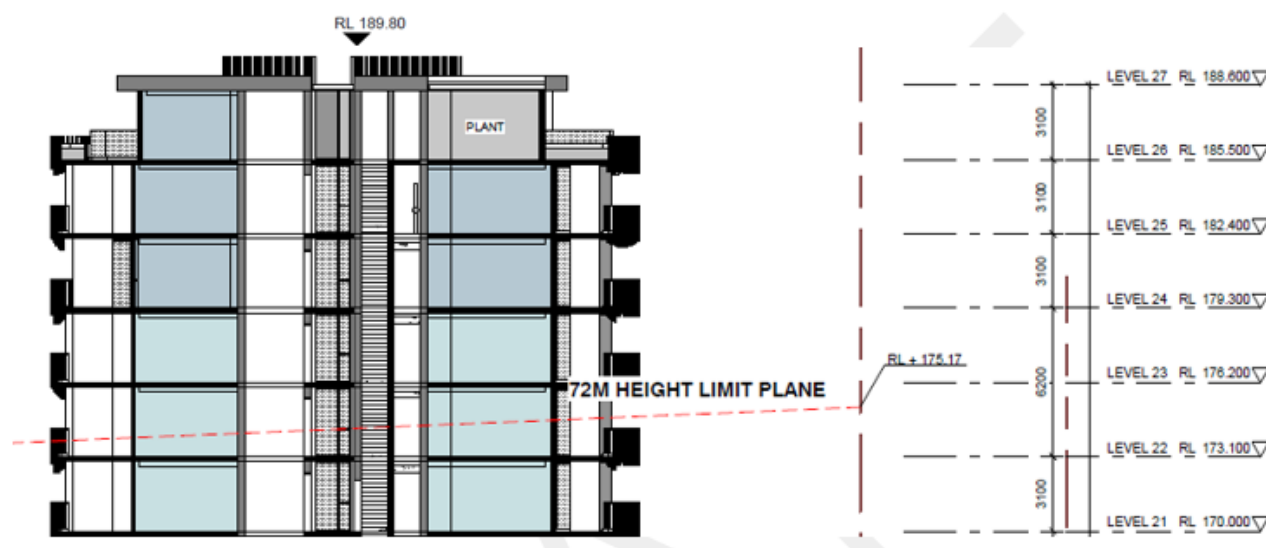 RL 189.80
PLANT
72M HEIGHT LIMIT PLANE
RL + 175.17
LEVEL 27 RL 188.600
3100
LEVEL 26 RL 185.500
3100
LEVEL 25 RL 182.400
3100
LEVEL 24 RL 179.300
6200
LEVEL 23 RL 176.200
LEVEL 22 RL 173.100
3100
LEVEL 21 RL 170.000